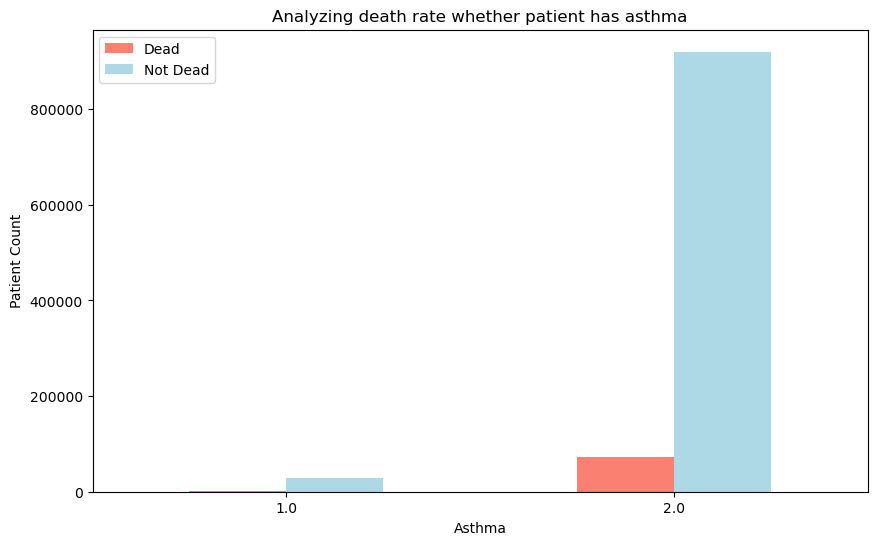 Analyzing death rate whether patient has asthma
Dead
Not Dead
800000
600000
400000
200000
0
Patient Count
1.0
2.0
Asthma